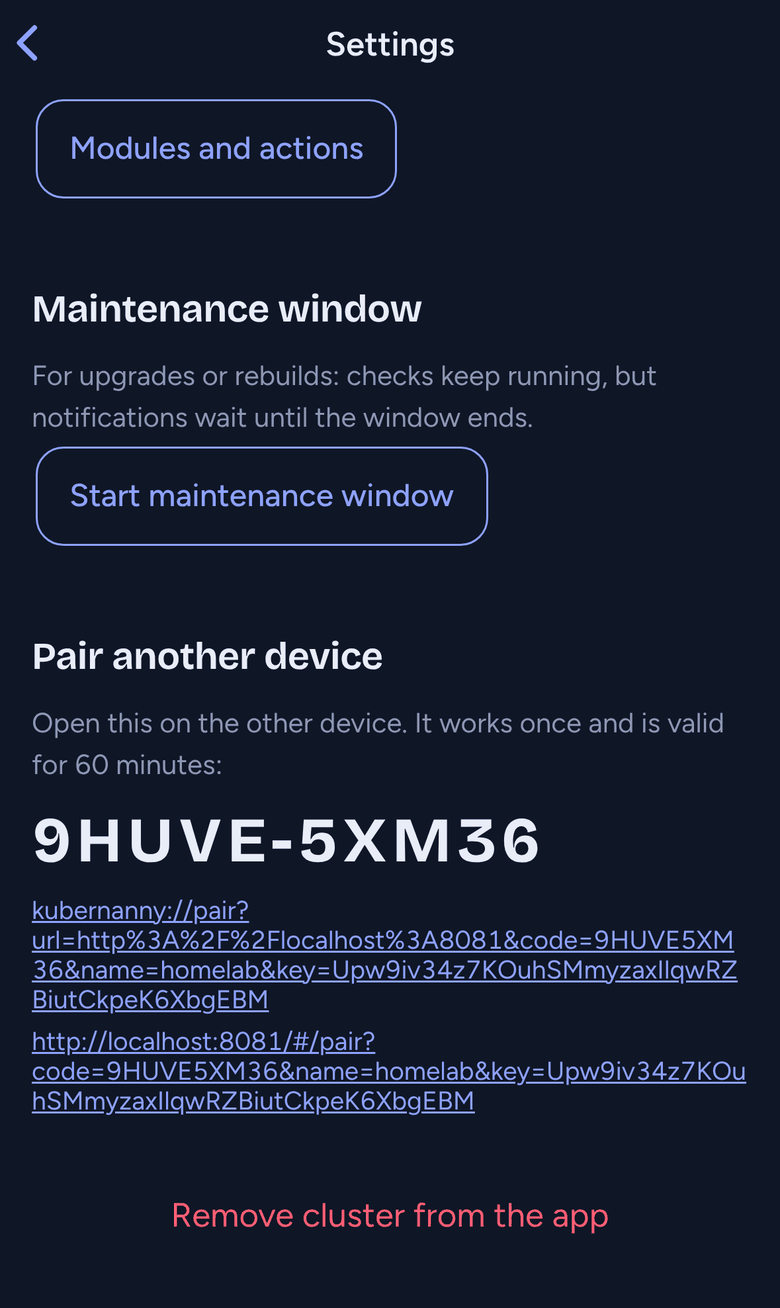 Settings
Modules and actions
Maintenance window
For upgrades or rebuilds: checks keep running, but
notifications wait until the window ends.
Start maintenance window
Pair another device
Open this on the other device. It works once and is valid
for 60 minutes:
9HUVE-5XM36
kubernanny://pair?
url=http%3A%2F%2Flocalhost%3A8081&code=9HUVE5XM
36&name=homelab&key=Upw9iv34z7KOuhSMmyzaxIlqwRZ
BiutCkpeK6XbgEBM
http://localhost:8081/#/pair?
code=9HUVE5XM36&name=homelab&key=Upw9iv34z7KOu
hSMmyzaxIlqwRZBiutCkpeK6XbgEBM
Remove cluster from the app